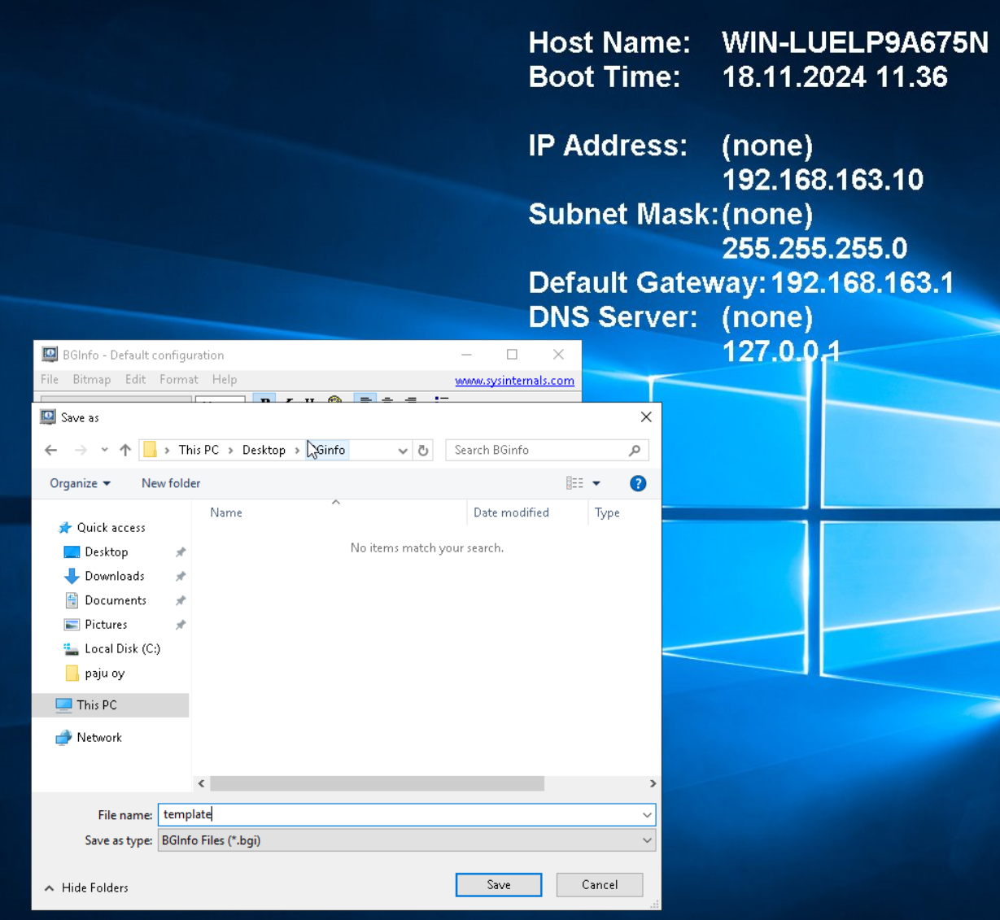 Host Name: WIN-LUELP9A675N
Boot Time: 18.11.2024 11.36
IP Address: (none)
192.168.163.10
Subnet Mask: (none)
255.255.255.0
Default Gateway: 192.168.163.1
DNS Server: (none)
127.0.0.1
BGInfo - Default configuration
File Bitmap Edit Format Help www.sysinternals.com
Save as
This PC > Desktop > Ginfo Search BGinfo
Organize New folder
Name Date modified Type
No items match your search.
Quick access
Desktop
Downloads
Documents
Pictures
Local Disk (C:)
paju oy
This PC
Network
File name: template
Save as type: BGInfo Files (*.bgi)
Hide Folders Save Cancel